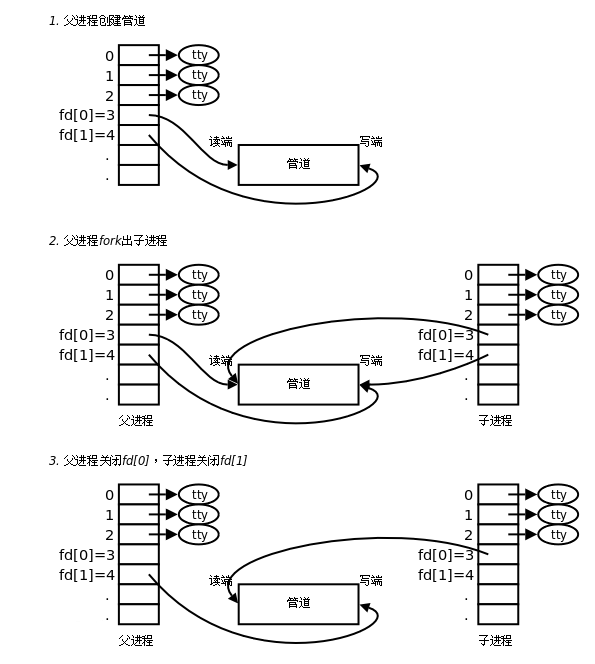 1. 父进程创建管道
0 tty
1 tty
2 tty
fd[0]=3
fd[1]=4
.
.
读端 写端
管道
2. 父进程fork出子进程
0 tty 0 tty
1 tty 1 tty
2 tty 2 tty
fd[0]=3 fd[0]=3
fd[1]=4 读端 写端 fd[1]=4
. 管道 .
. .
父进程 子进程
3. 父进程关闭fd[0]，子进程关闭fd[1]
0 tty 0 tty
1 tty 1 tty
2 tty 2 tty
fd[0]=3 fd[0]=3
fd[1]=4 读端 写端 fd[1]=4
. 管道 .
. .
父进程 子进程